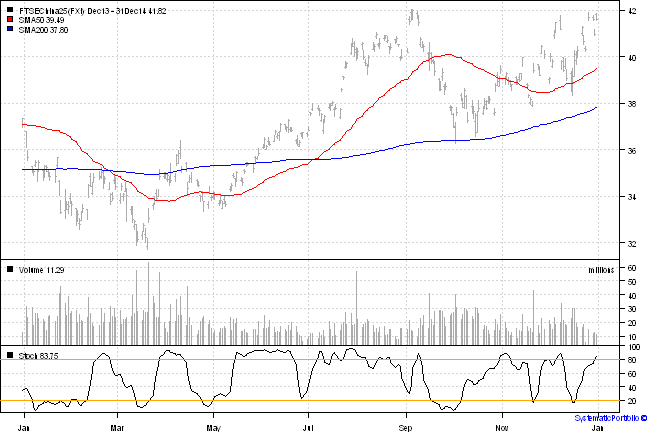 FTSEChina25(FXI) Dec13 - 31Dec14 41.62
SMA50 39.49
SMA200 37.80
42
40
38
36
34
32
Volume 11.29
millions
60
50
40
30
20
10
Stoch 83.75
100
80
60
40
20
Jan Mar May Jul Sep Nov Jan
SystematicPortfolio ©